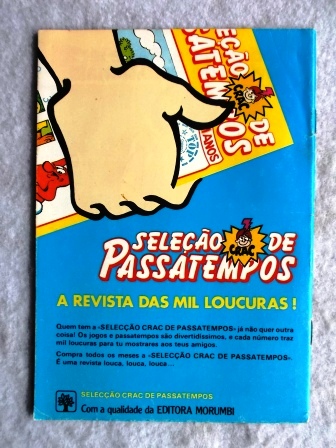 SELEÇÃO DE
PASSATEMPOS
CRAC
ANOS
SELEÇÃO DE
CRAC
PASSATEMPOS
A REVISTA DAS MIL LOUCURAS !
Quem tem a «SELECÇÃO CRAC DE PASSATEMPOS» já não quer outra
coisa! Os jogos e passatempos são divertidíssimos, e cada número traz
mil loucuras para tu mostrares aos teus amigos.
Compra todos os meses a «SELECÇÃO CRAC DE PASSATEMPOS».
É uma revista louca, louca, louca...
SELECÇÃO CRAC DE PASSATEMPOS
Com a qualidade da EDITORA MORUMBI